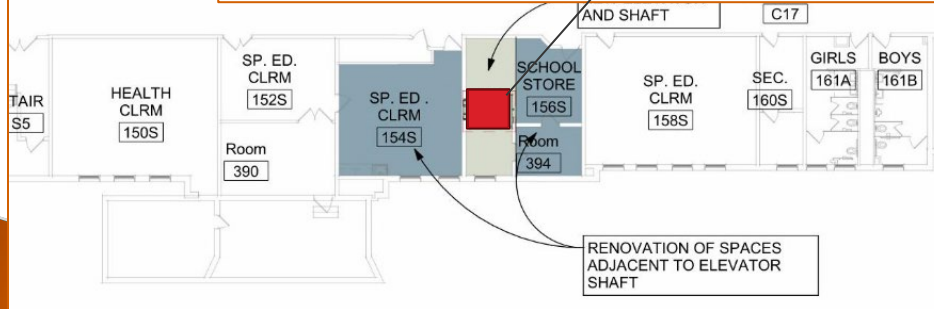 AND SHAFT
C17
SP. ED.
CLRM
152S
HEALTH
CLRM
150S
TAIR
S5
Room
390
SP. ED .
CLRM
154S
SCHOOL
STORE
156S
Room
394
SP. ED.
CLRM
158S
SEC.
160S
GIRLS
161A
BOYS
161B
RENOVATION OF SPACES
ADJACENT TO ELEVATOR
SHAFT